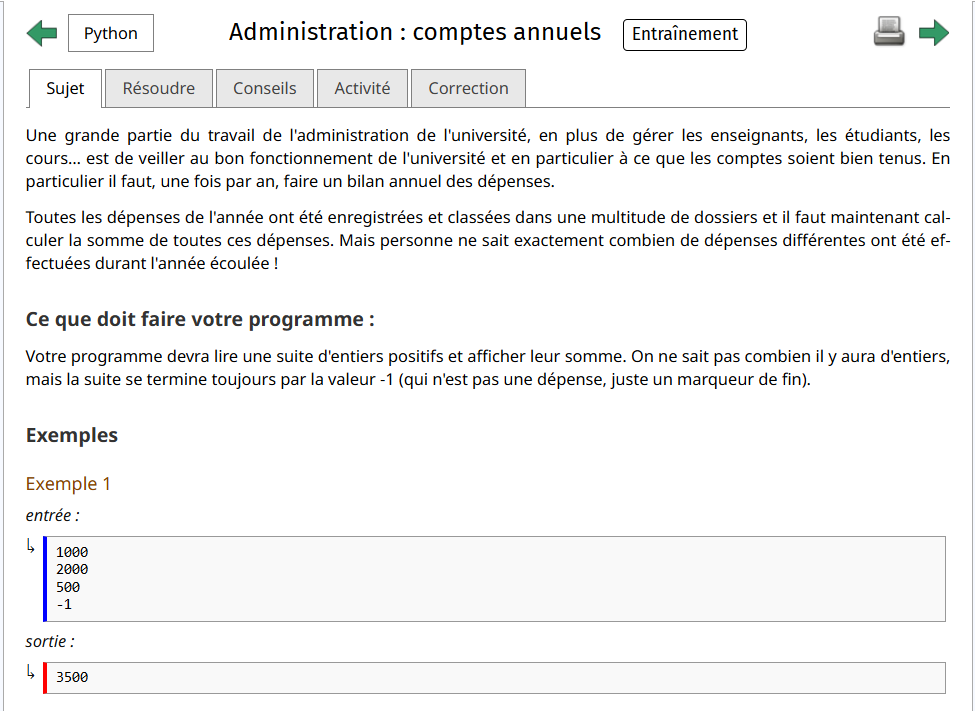 Python
Administration : comptes annuels
Entraînement
Sujet
Résoudre
Conseils
Activité
Correction
Une grande partie du travail de l'administration de l'université, en plus de gérer les enseignants, les étudiants, les
cours... est de veiller au bon fonctionnement de l'université et en particulier à ce que les comptes soient bien tenus. En
particulier il faut, une fois par an, faire un bilan annuel des dépenses.
Toutes les dépenses de l'année ont été enregistrées et classées dans une multitude de dossiers et il faut maintenant cal-
culer la somme de toutes ces dépenses. Mais personne ne sait exactement combien de dépenses différentes ont été ef-
fectuées durant l'année écoulée !
Ce que doit faire votre programme :
Votre programme devra lire une suite d'entiers positifs et afficher leur somme. On ne sait pas combien il y aura d'entiers,
mais la suite se termine toujours par la valeur -1 (qui n'est pas une dépense, juste un marqueur de fin).
Exemples
Exemple 1
entrée :
1000
2000
500
-1
sortie :
3500